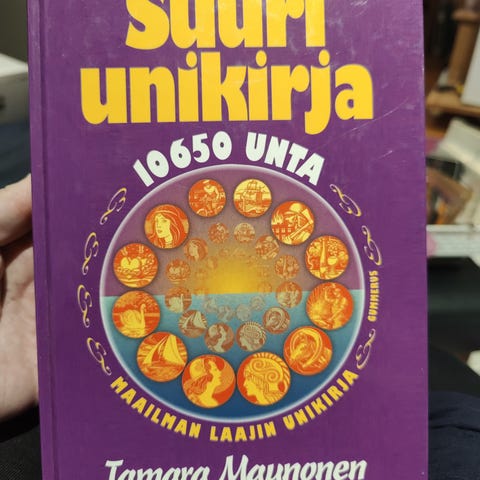 Suuri
unikirja
10650 UNTA
GUMMERUS
MAAILMAN LAAJIN UNIKIRJA
Tamara Maunonen